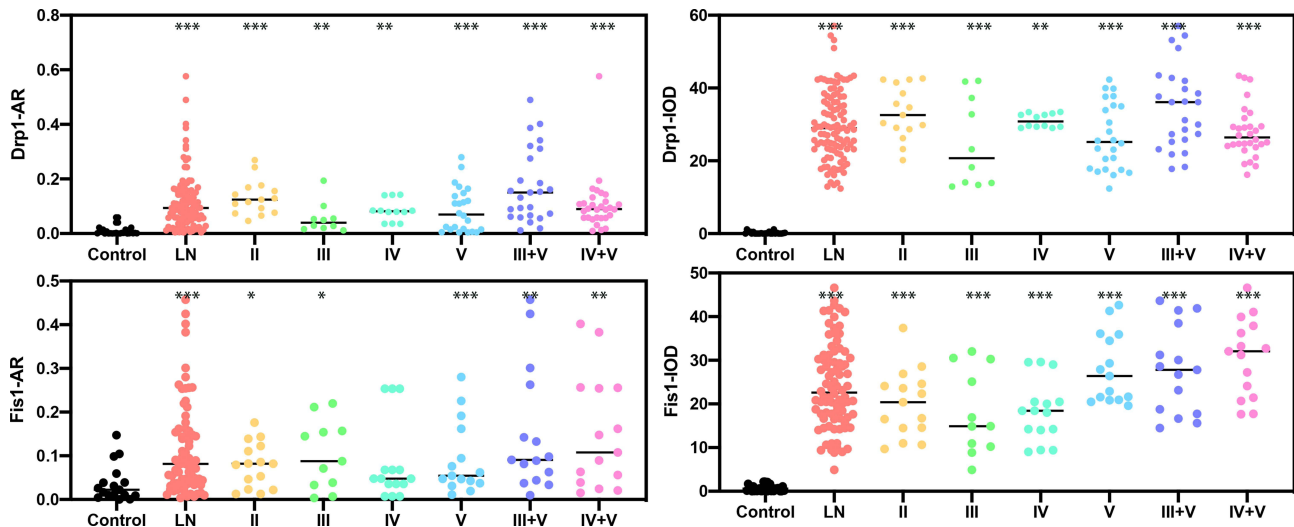 *** *** ** ** *** *** ***
Drp1-AR
0.8
0.6
0.4
0.2
0.0
Control LN II III IV V III+V IV+V
*** *** *** ** *** *** ***
Drp1-IOD
60
40
20
0
Control LN II III IV V III+V IV+V
*** * * *** ** **
Fis1-AR
0.5
0.4
0.3
0.2
0.1
0.0
Control LN II III IV V III+V IV+V
*** *** *** *** *** *** ***
Fis1-IOD
50
40
30
20
10
0
Control LN II III IV V III+V IV+V